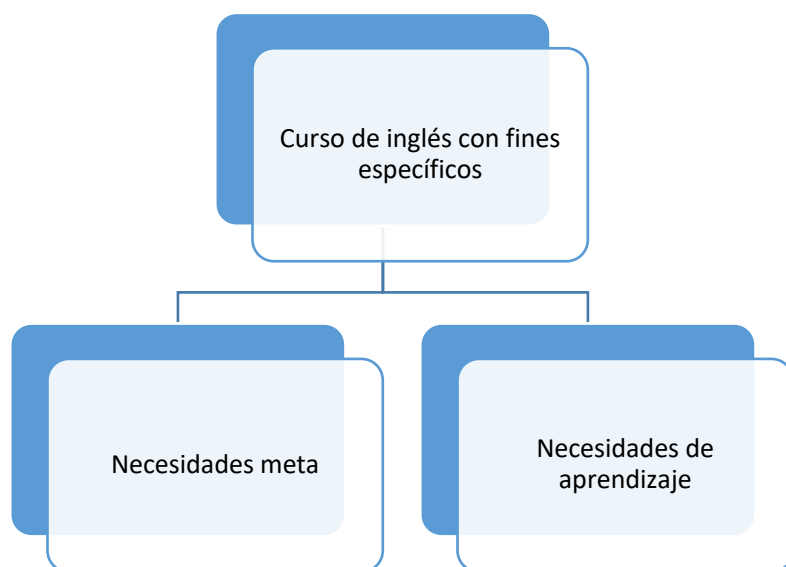 Curso de inglés con fines
específicos
Necesidades meta
Necesidades de
aprendizaje